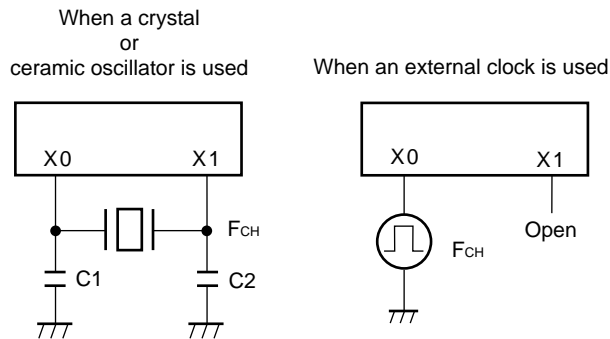 When a crystal
or
ceramic oscillator is used
X0
X1
FCH
C1
C2
When an external clock is used
X0
X1
FCH
Open